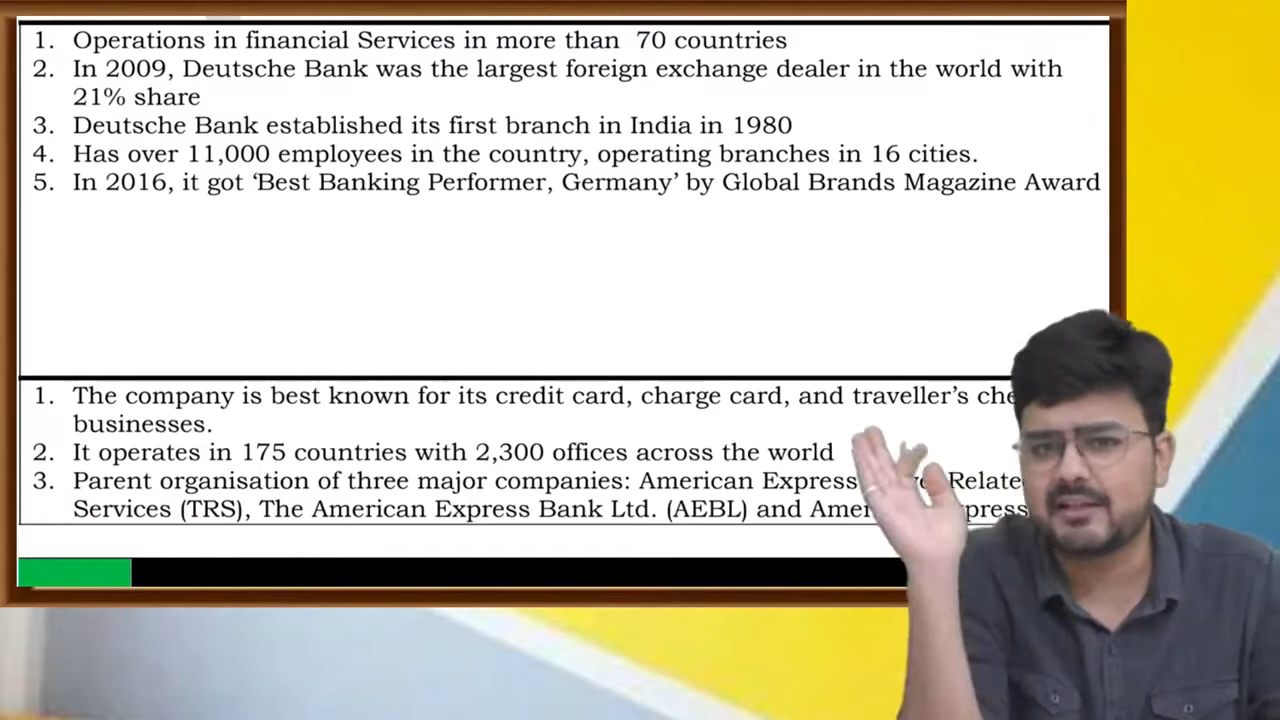 1. Operations in financial Services in more than 70 countries
2. In 2009, Deutsche Bank was the largest foreign exchange dealer in the world with
21% share
3. Deutsche Bank established its first branch in India in 1980
4. Has over 11,000 employees in the country, operating branches in 16 cities.
5. In 2016, it got ‘Best Banking Performer, Germany’ by Global Brands Magazine Award
1. The company is best known for its credit card, charge card, and traveller’s
businesses.
2. It operates in 175 countries with 2,300 offices across the world
3. Parent organisation of three major companies: American Express
Services (TRS), The American Express Bank Ltd. (AEBL) and